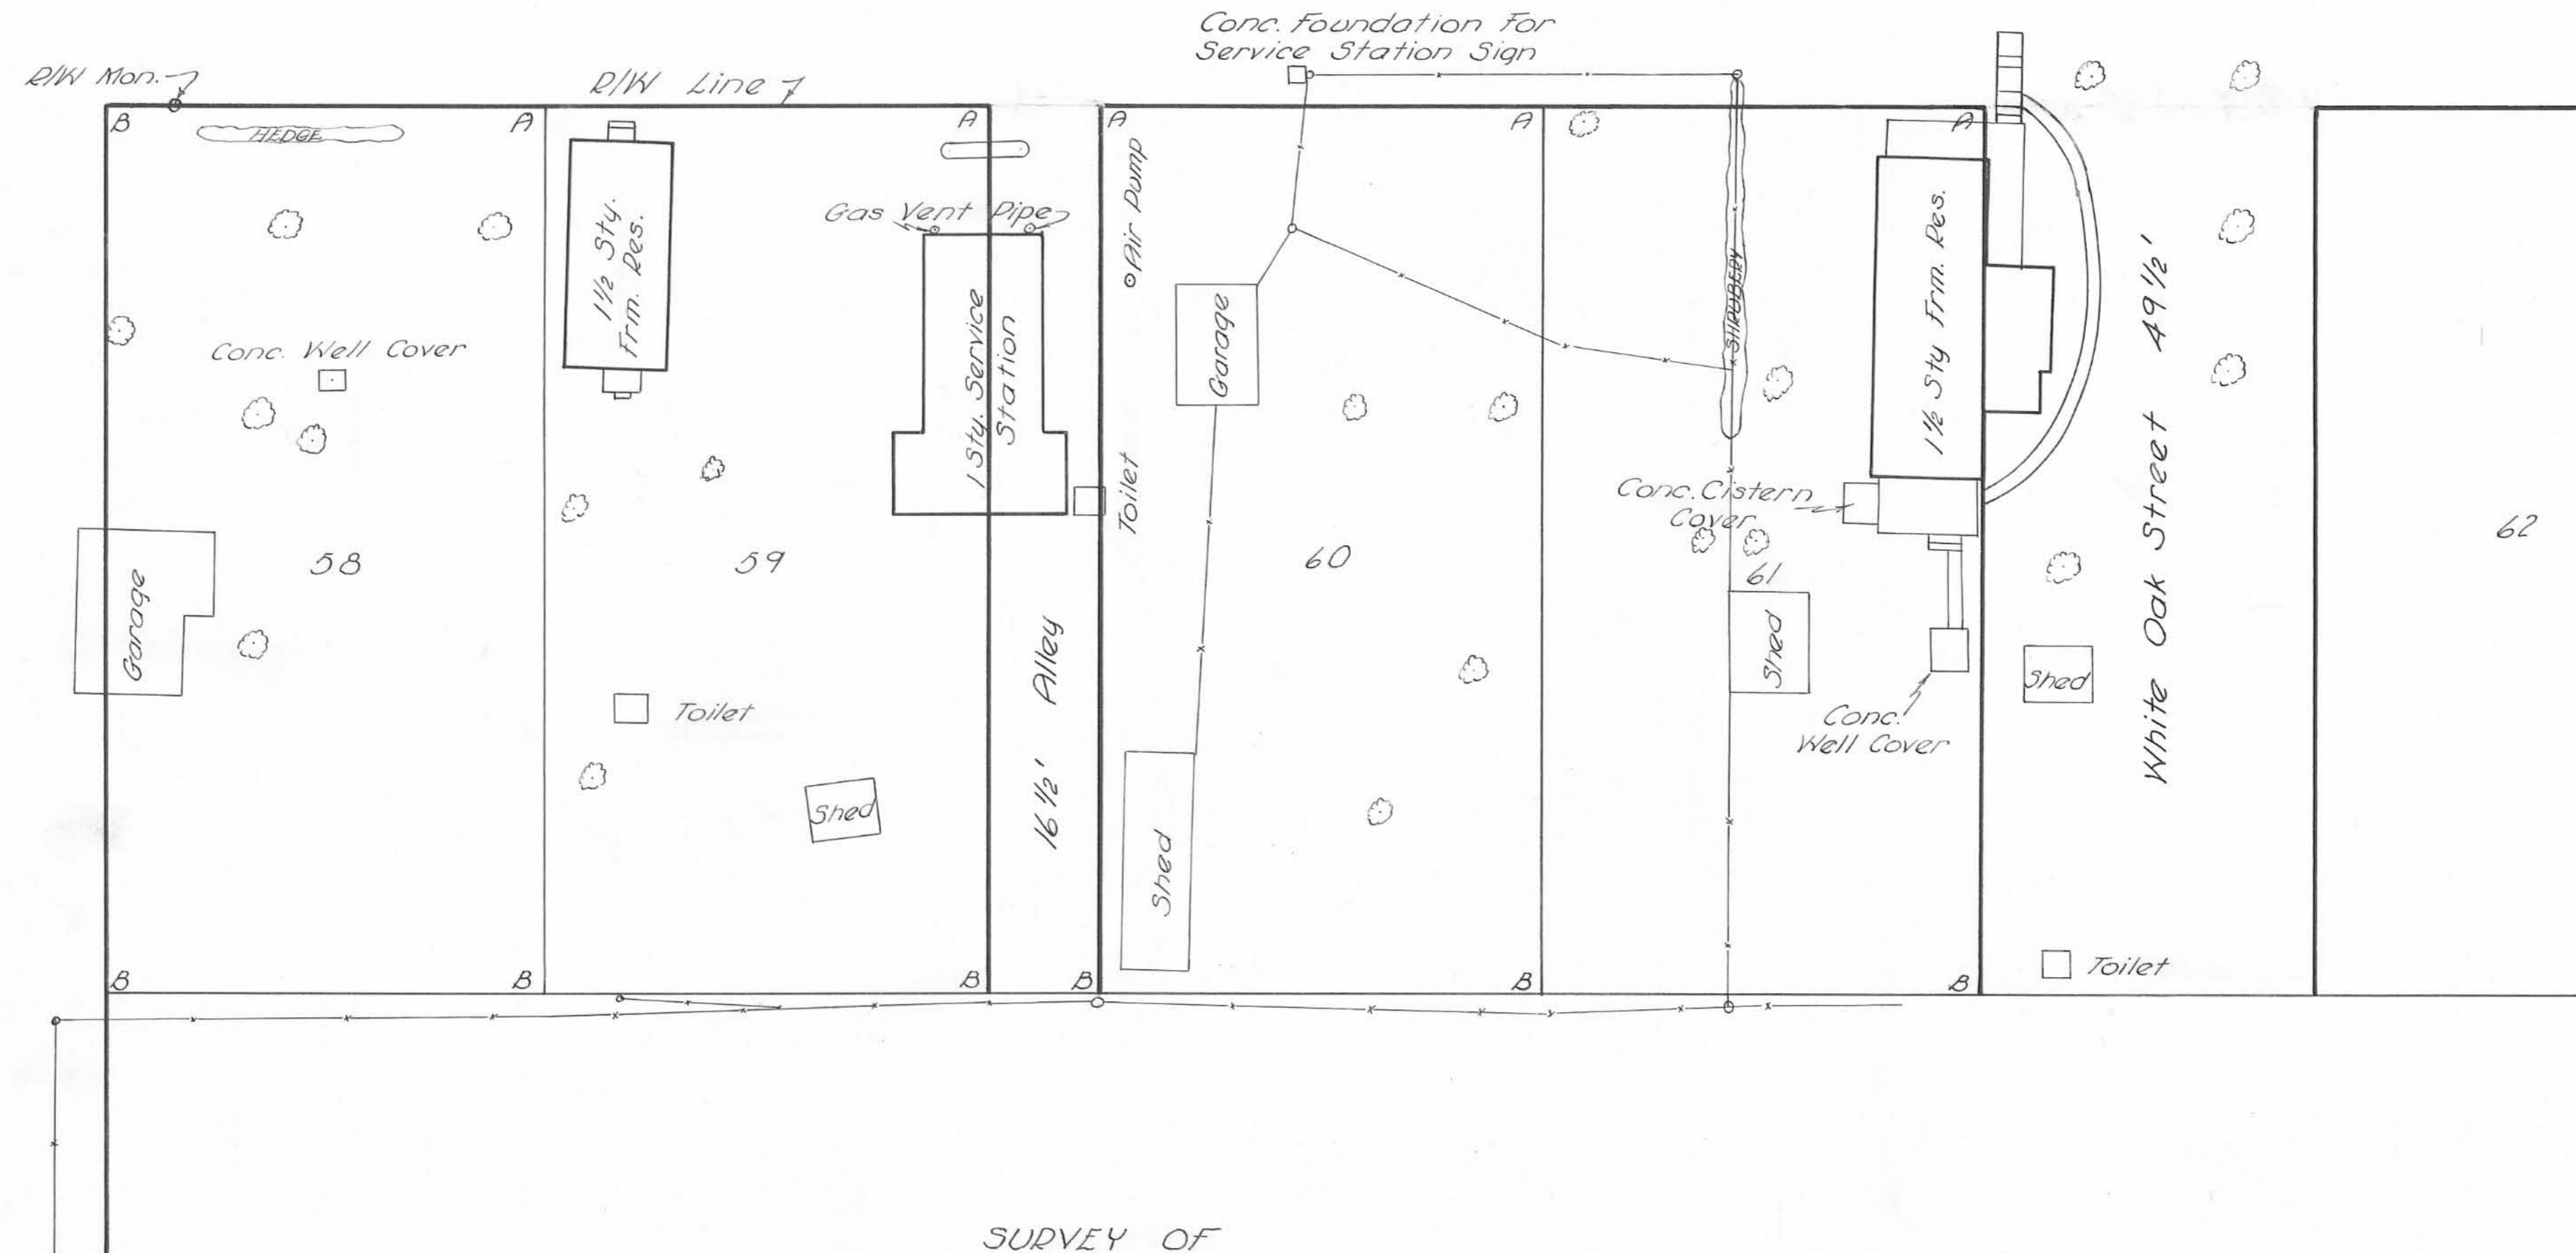 Conc. Foundation For
Service Station Sign
R/W Mon.
R/W Line
B
A
A
A
A
A
HEDGE
1½ Sty.
Frm. Res.
Gas Vent Pipe
Air Pump
SHRUBERY
1½ Sty Frm. Res.
White Oak Street 49½'
Conc. Well Cover
1 Sty. Service
Station
Garage
Toilet
Conc. Cistern
Cover
58
59
60
61
62
Garage
16½' Alley
Toilet
Shed
Shed
Shed
Shed
Conc.
Well Cover
Toilet
B
B
B
B
B
B
SURVEY OF